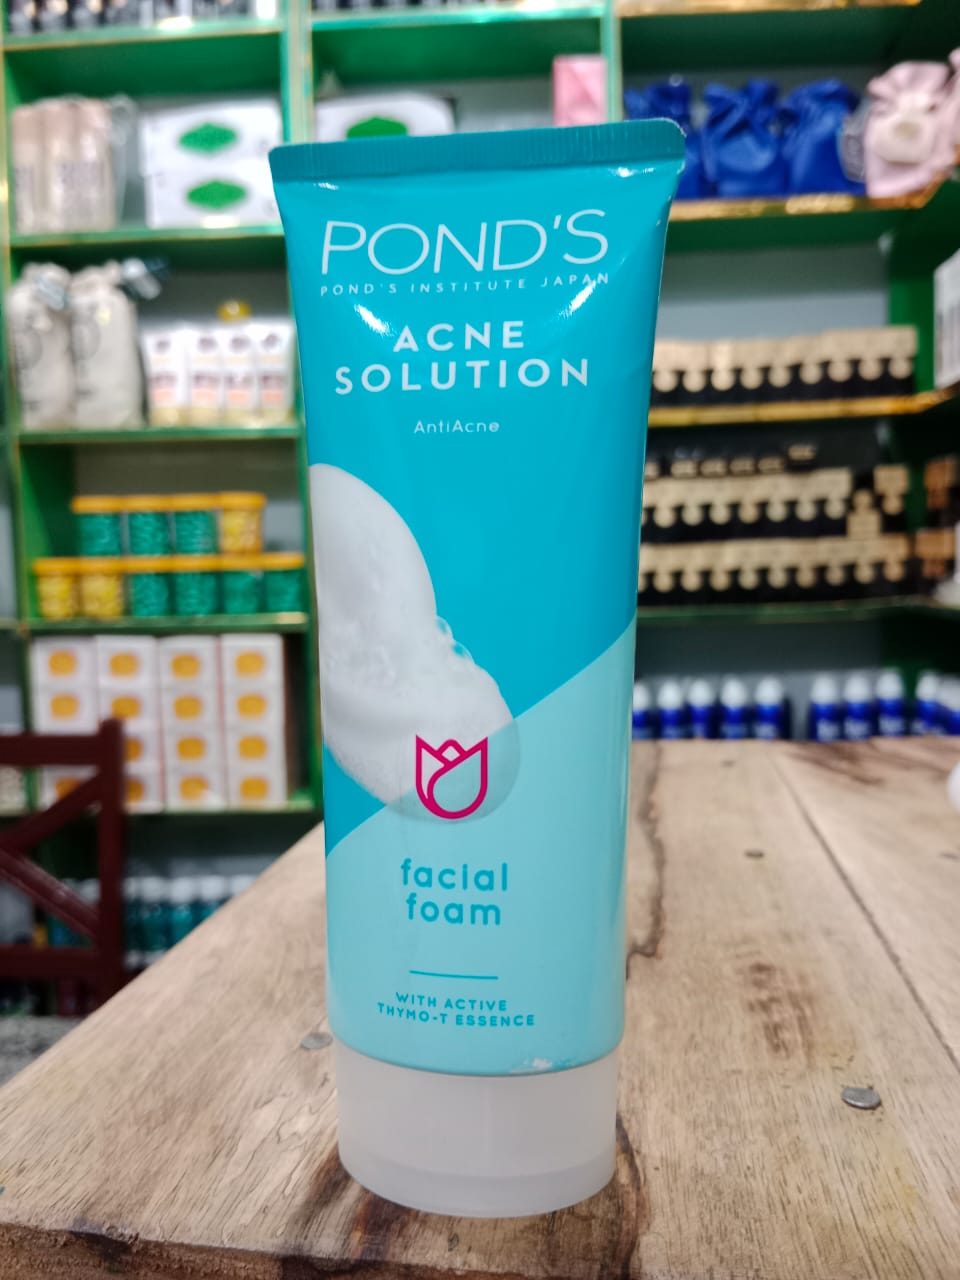 POND'S
POND'S INSTITUTE JAPAN
ACNE
SOLUTION
AntiAcne
facial
foam
WITH ACTIVE
THYMO-T ESSENCE